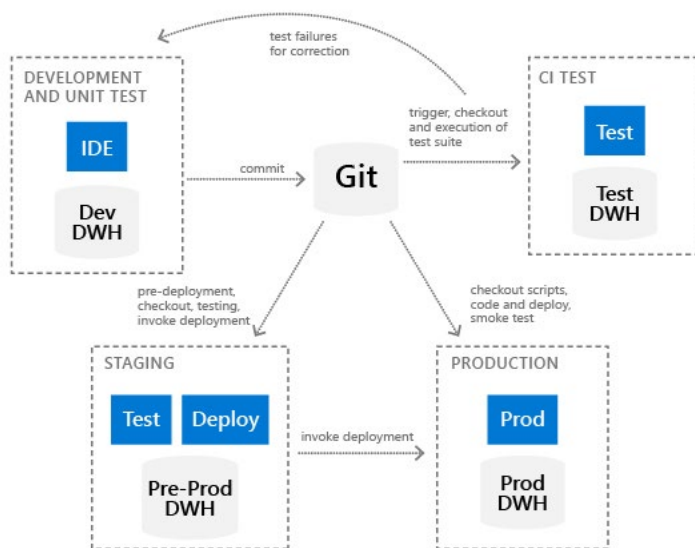 test failures
for correction
DEVELOPMENT
AND UNIT TEST
IDE
Dev
DWH
commit
Git
trigger, checkout
and execution of
test suite
CI TEST
Test
Test
DWH
pre-deployment,
checkout, testing,
invoke deployment
checkout scripts,
code and deploy,
smoke test
STAGING
Test
Deploy
Pre-Prod
DWH
invoke deployment
PRODUCTION
Prod
Prod
DWH